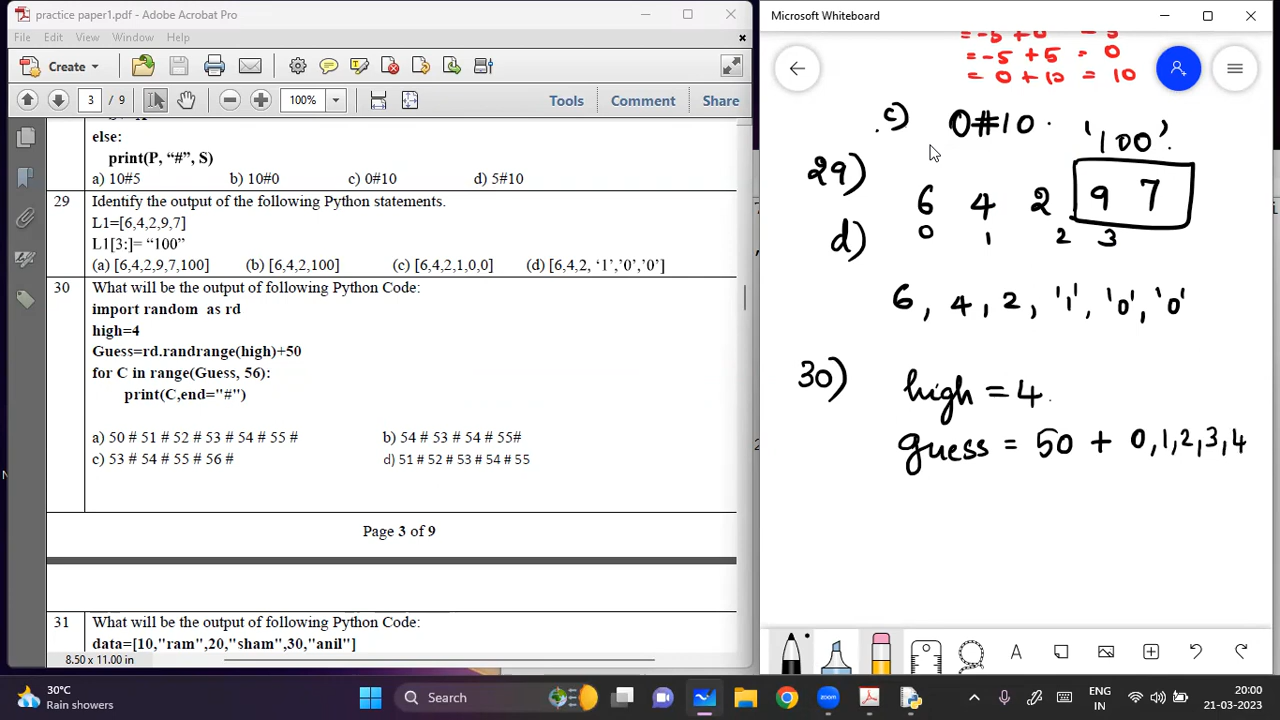 practice paper1.pdf - Adobe Acrobat Pro
File Edit View Window Help
Create
3 / 9 100% Tools Comment Share
else:
print(P, “#”, S)
a) 10#5 b) 10#0 c) 0#10 d) 5#10
29 Identify the output of the following Python statements.
L1=[6,4,2,9,7]
L1[3:]= “100”
(a) [6,4,2,9,7,100] (b) [6,4,2,100] (c) [6,4,2,1,0,0] (d) [6,4,2, ‘1’,’0’,’0’]
30 What will be the output of following Python Code:
import random as rd
high=4
Guess=rd.randrange(high)+50
for C in range(Guess, 56):
print(C,end="#")
a) 50 # 51 # 52 # 53 # 54 # 55 # b) 54 # 53 # 54 # 55#
c) 53 # 54 # 55 # 56 # d) 51 # 52 # 53 # 54 # 55
Page 3 of 9
31 What will be the output of following Python Code:
data=[10,"ram",20,"sham",30,"anil"]
8.50 x 11.00 in
Microsoft Whiteboard
= -5 + 5 = 0
= 0 + 10 = 10
c) 0#10
'100'
29) 6 4 2 9 7
d) 0 1 2 3
6, 4, 2, '1', '0', '0'
30) high = 4
guess = 50 + 0,1,2,3,4
30°C
Rain showers
Search
zoom
ENG
IN
20:00
21-03-2023